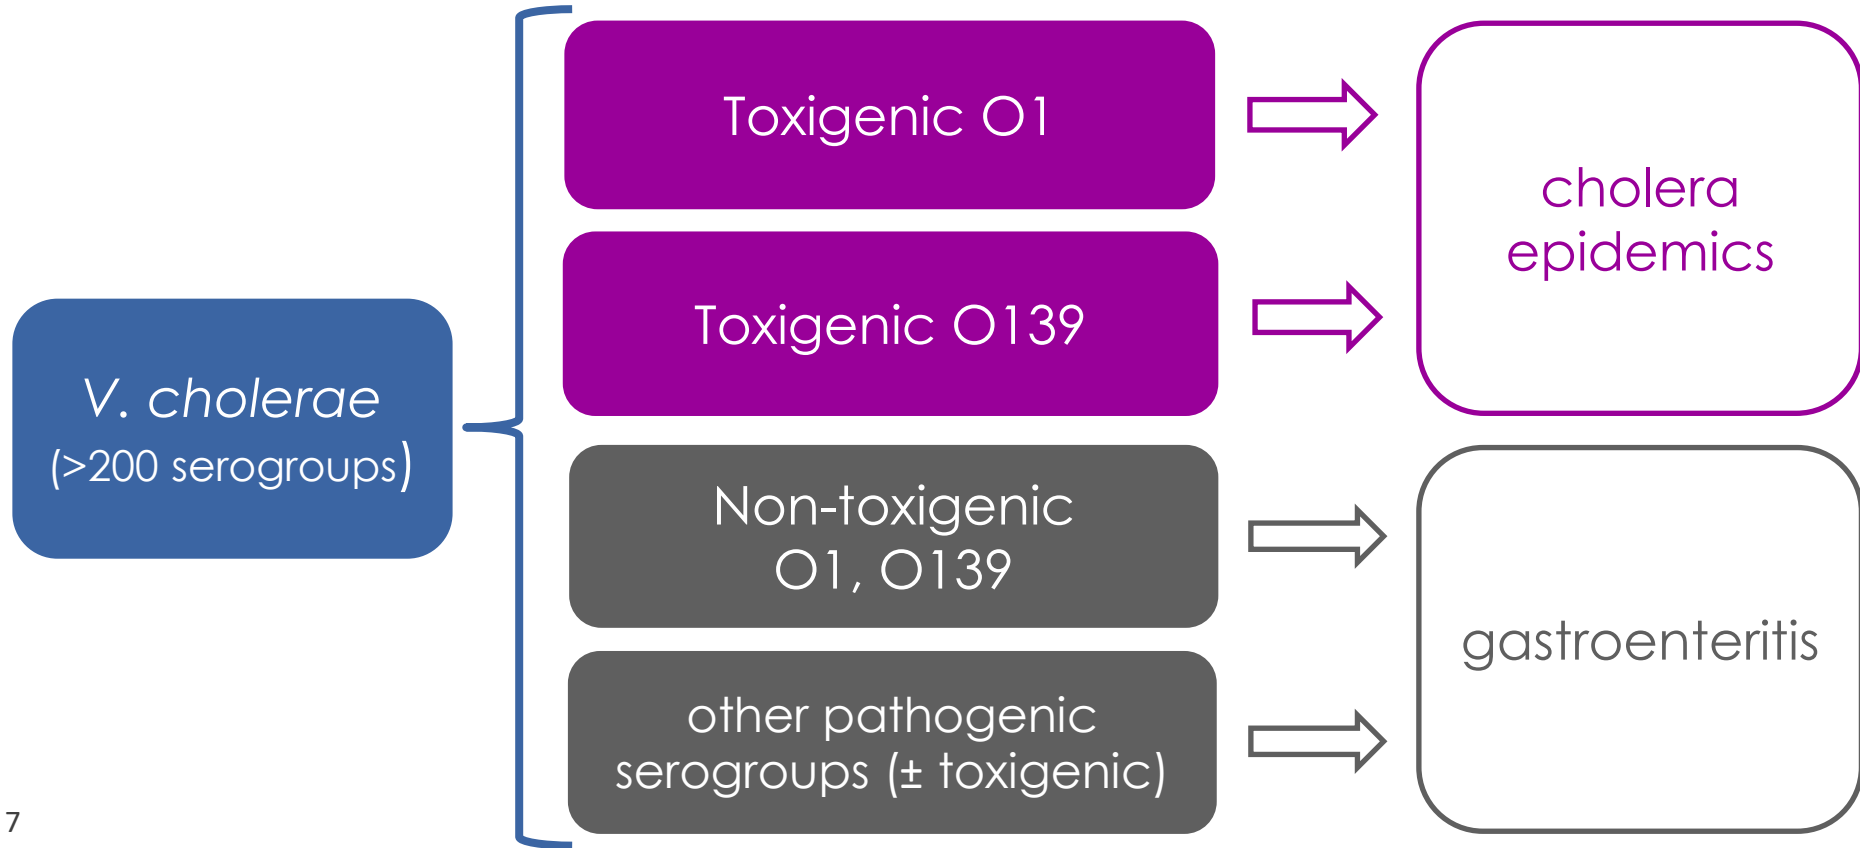 V. cholerae
(>200 serogroups)
Toxigenic O1
Toxigenic O139
Non-toxigenic
O1, O139
other pathogenic
serogroups (± toxigenic)
cholera
epidemics
gastroenteritis
7